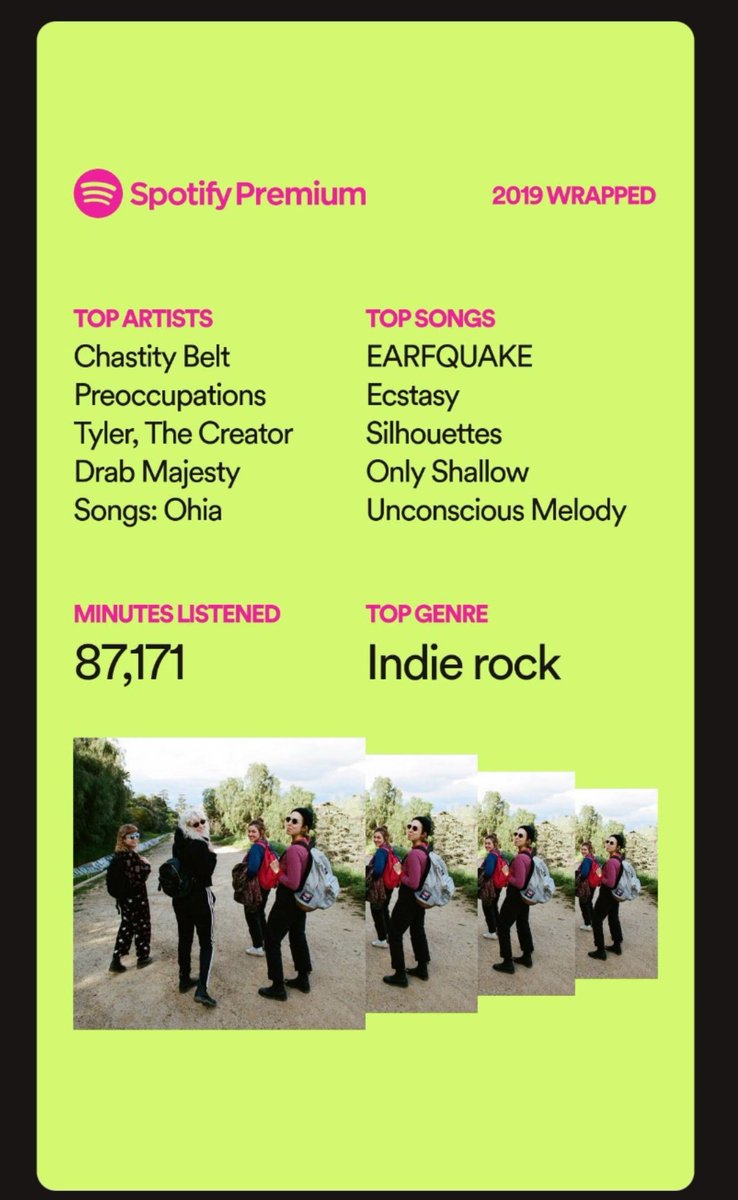 Spotify Premium
2019 WRAPPED
TOP ARTISTS
Chastity Belt
Preoccupations
Tyler, The Creator
Drab Majesty
Songs: Ohia
TOP SONGS
EARFQUAKE
Ecstasy
Silhouettes
Only Shallow
Unconscious Melody
MINUTES LISTENED
87,171
TOP GENRE
Indie rock